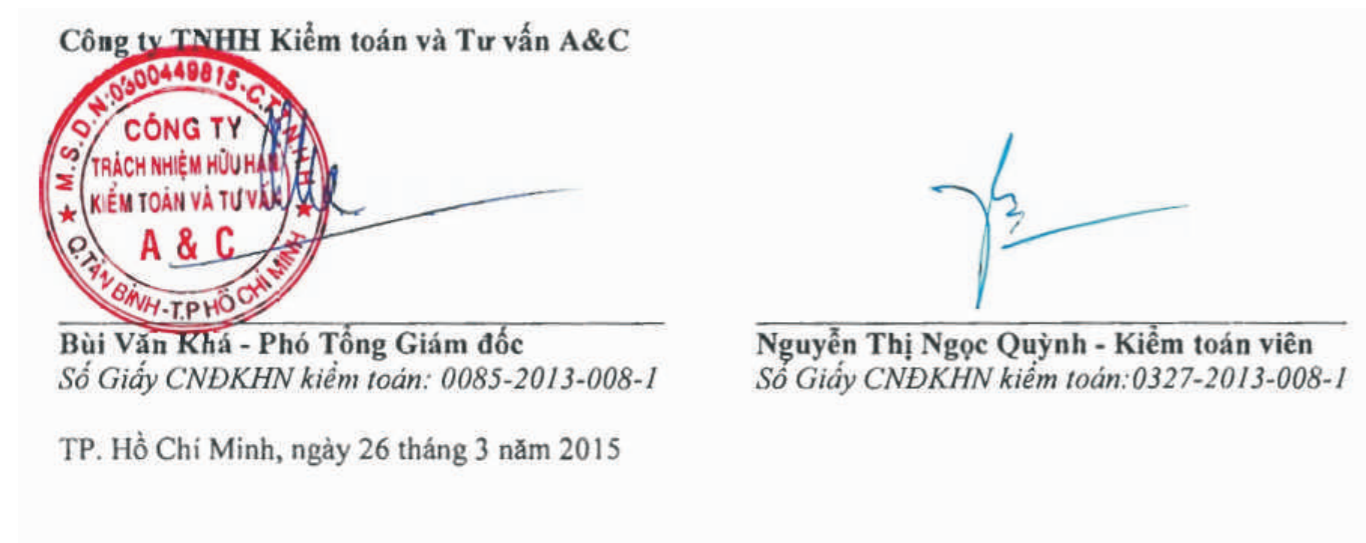 Công ty TNHH Kiểm toán và Tư vấn A&C
M.S.D.N:0300449815-C.T.T.N.H.H
CÔNG TY
TRÁCH NHIỆM HỮU HẠN
KIỂM TOÁN VÀ TƯ VẤN
A & C
Q.TÂN BÌNH-T.P HỒ CHÍ MINH
Bùi Văn Khá - Phó Tổng Giám đốc
Số Giấy CNĐKHN kiểm toán: 0085-2013-008-1
Nguyễn Thị Ngọc Quỳnh - Kiểm toán viên
Số Giấy CNĐKHN kiểm toán:0327-2013-008-1
TP. Hồ Chí Minh, ngày 26 tháng 3 năm 2015